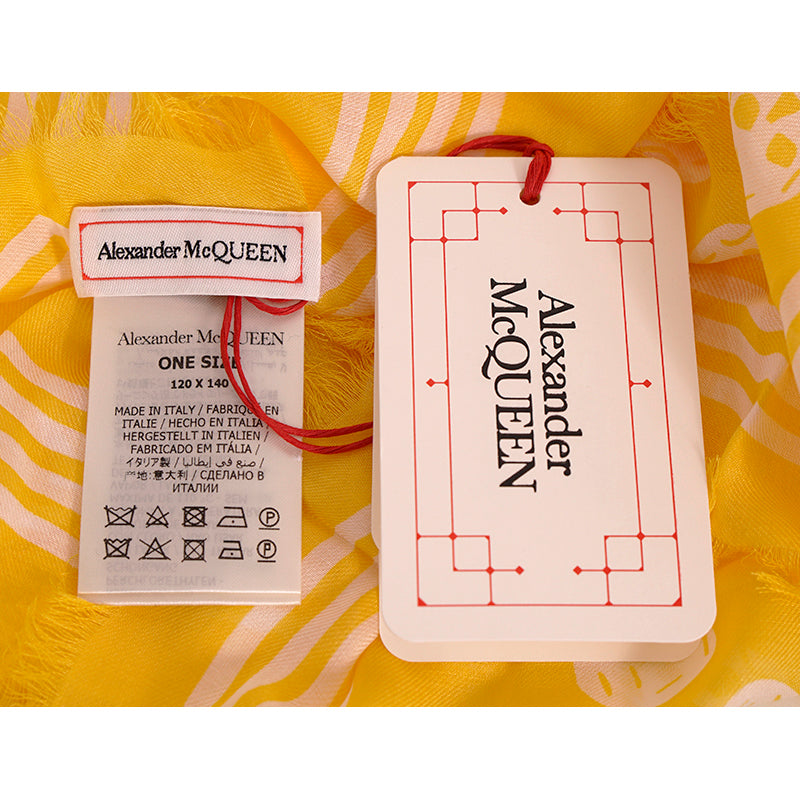 Alexander McQUEEN
Alexander McQUEEN
ONE SIZE
120 X 140
MADE IN ITALY / FABRIQUÉ EN
ITALIE / HECHO EN ITALIA /
HERGESTELLT IN ITALIEN /
FABRICADO EM ITÁLIA /
イタリア製 / صنع في إيطاليا /
地:意大利 / СДЕЛАНО В
ИТАЛИИ
P
P
Alexander
McQUEEN